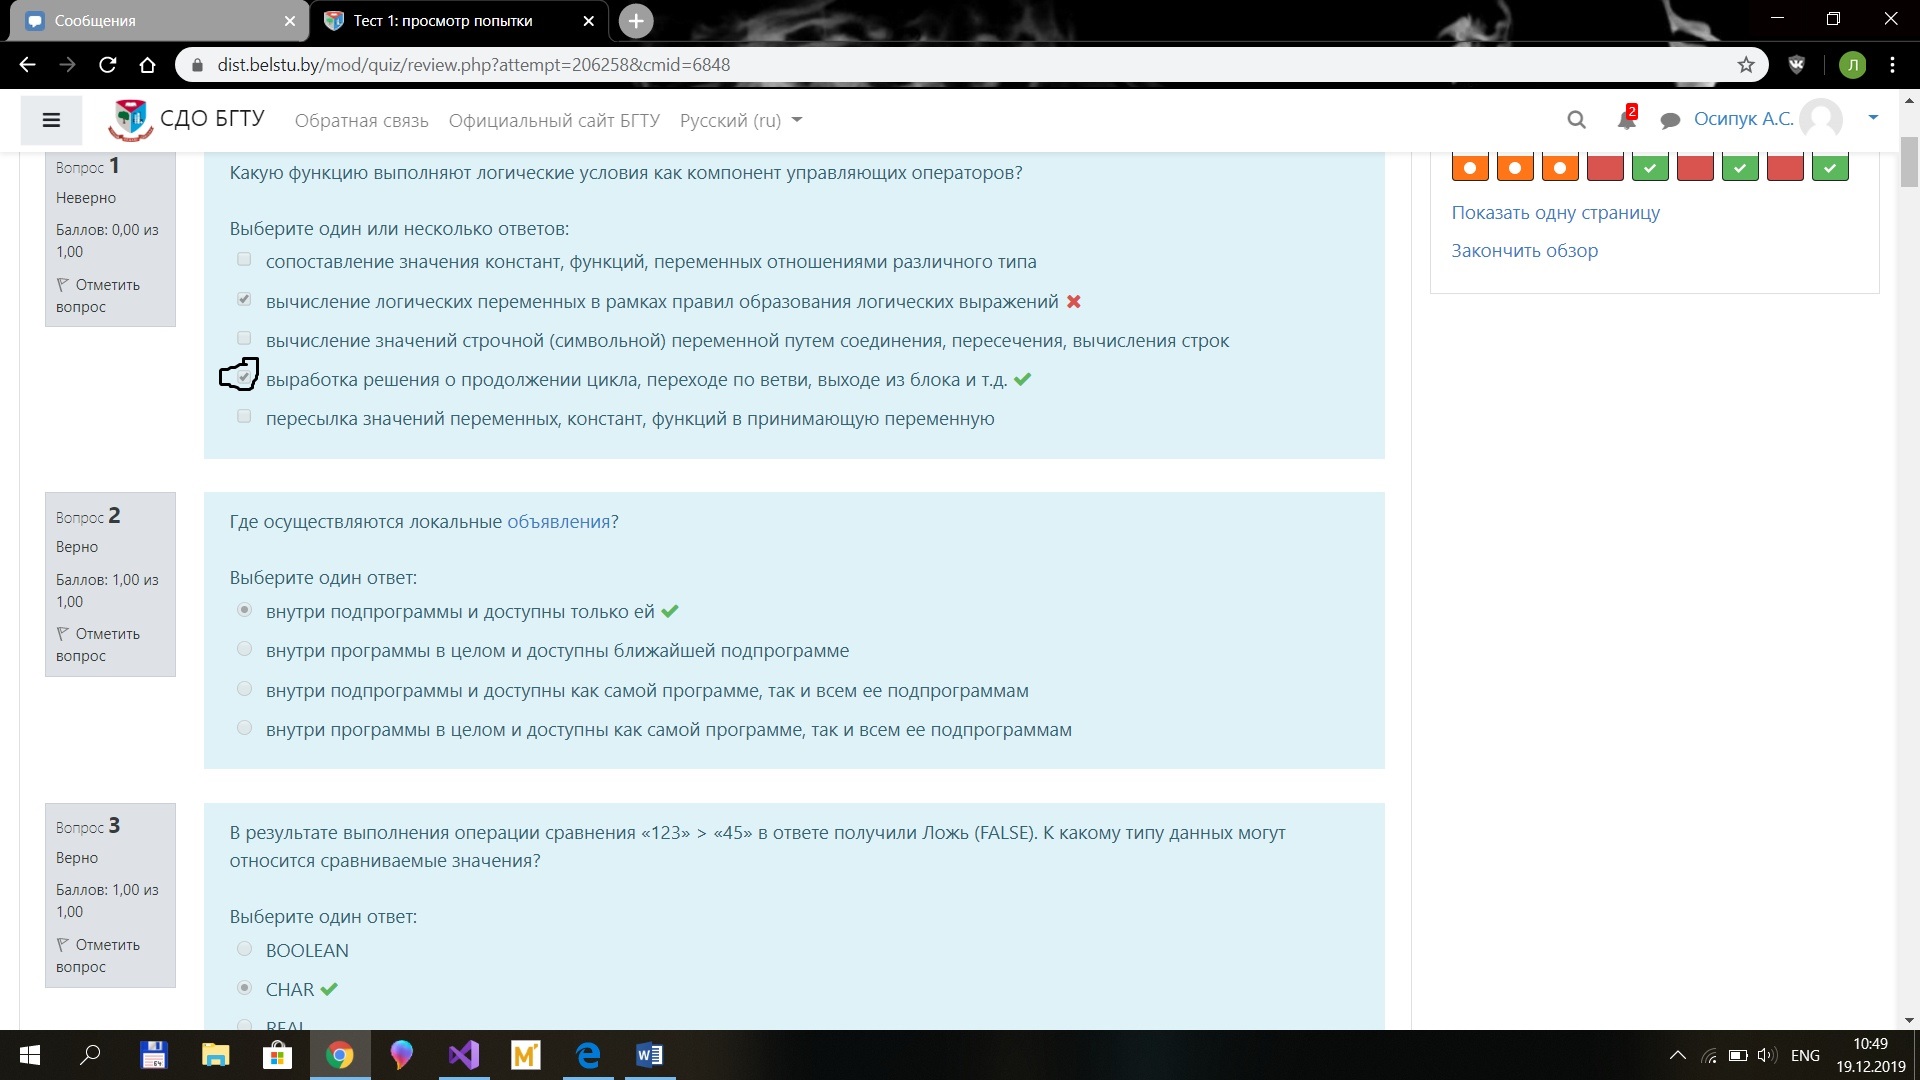 Сообщения
Тест 1: просмотр попытки
dist.belstu.by/mod/quiz/review.php?attempt=206258&cmid=6848
Л
СДО БГТУ
Обратная связь
Официальный сайт БГТУ
Русский (ru)
2
Осипук А.С.
Вопрос 1
Неверно
Баллов: 0,00 из
1,00
Отметить
вопрос
Какую функцию выполняют логические условия как компонент управляющих операторов?
Выберите один или несколько ответов:
сопоставление значения констант, функций, переменных отношениями различного типа
вычисление логических переменных в рамках правил образования логических выражений
вычисление значений строчной (символьной) переменной путем соединения, пересечения, вычисления строк
выработка решения о продолжении цикла, переходе по ветви, выходе из блока и т.д.
пересылка значений переменных, констант, функций в принимающую переменную
Показать одну страницу
Закончить обзор
Вопрос 2
Верно
Баллов: 1,00 из
1,00
Отметить
вопрос
Где осуществляются локальные объявления?
Выберите один ответ:
внутри подпрограммы и доступны только ей
внутри программы в целом и доступны ближайшей подпрограмме
внутри подпрограммы и доступны как самой программе, так и всем ее подпрограммам
внутри программы в целом и доступны как самой программе, так и всем ее подпрограммам
Вопрос 3
Верно
Баллов: 1,00 из
1,00
Отметить
вопрос
В результате выполнения операции сравнения «123» > «45» в ответе получили Ложь (FALSE). К какому типу данных могут
относится сравниваемые значения?
Выберите один ответ:
BOOLEAN
CHAR
REAL
64
M
W
ENG
10:49
19.12.2019